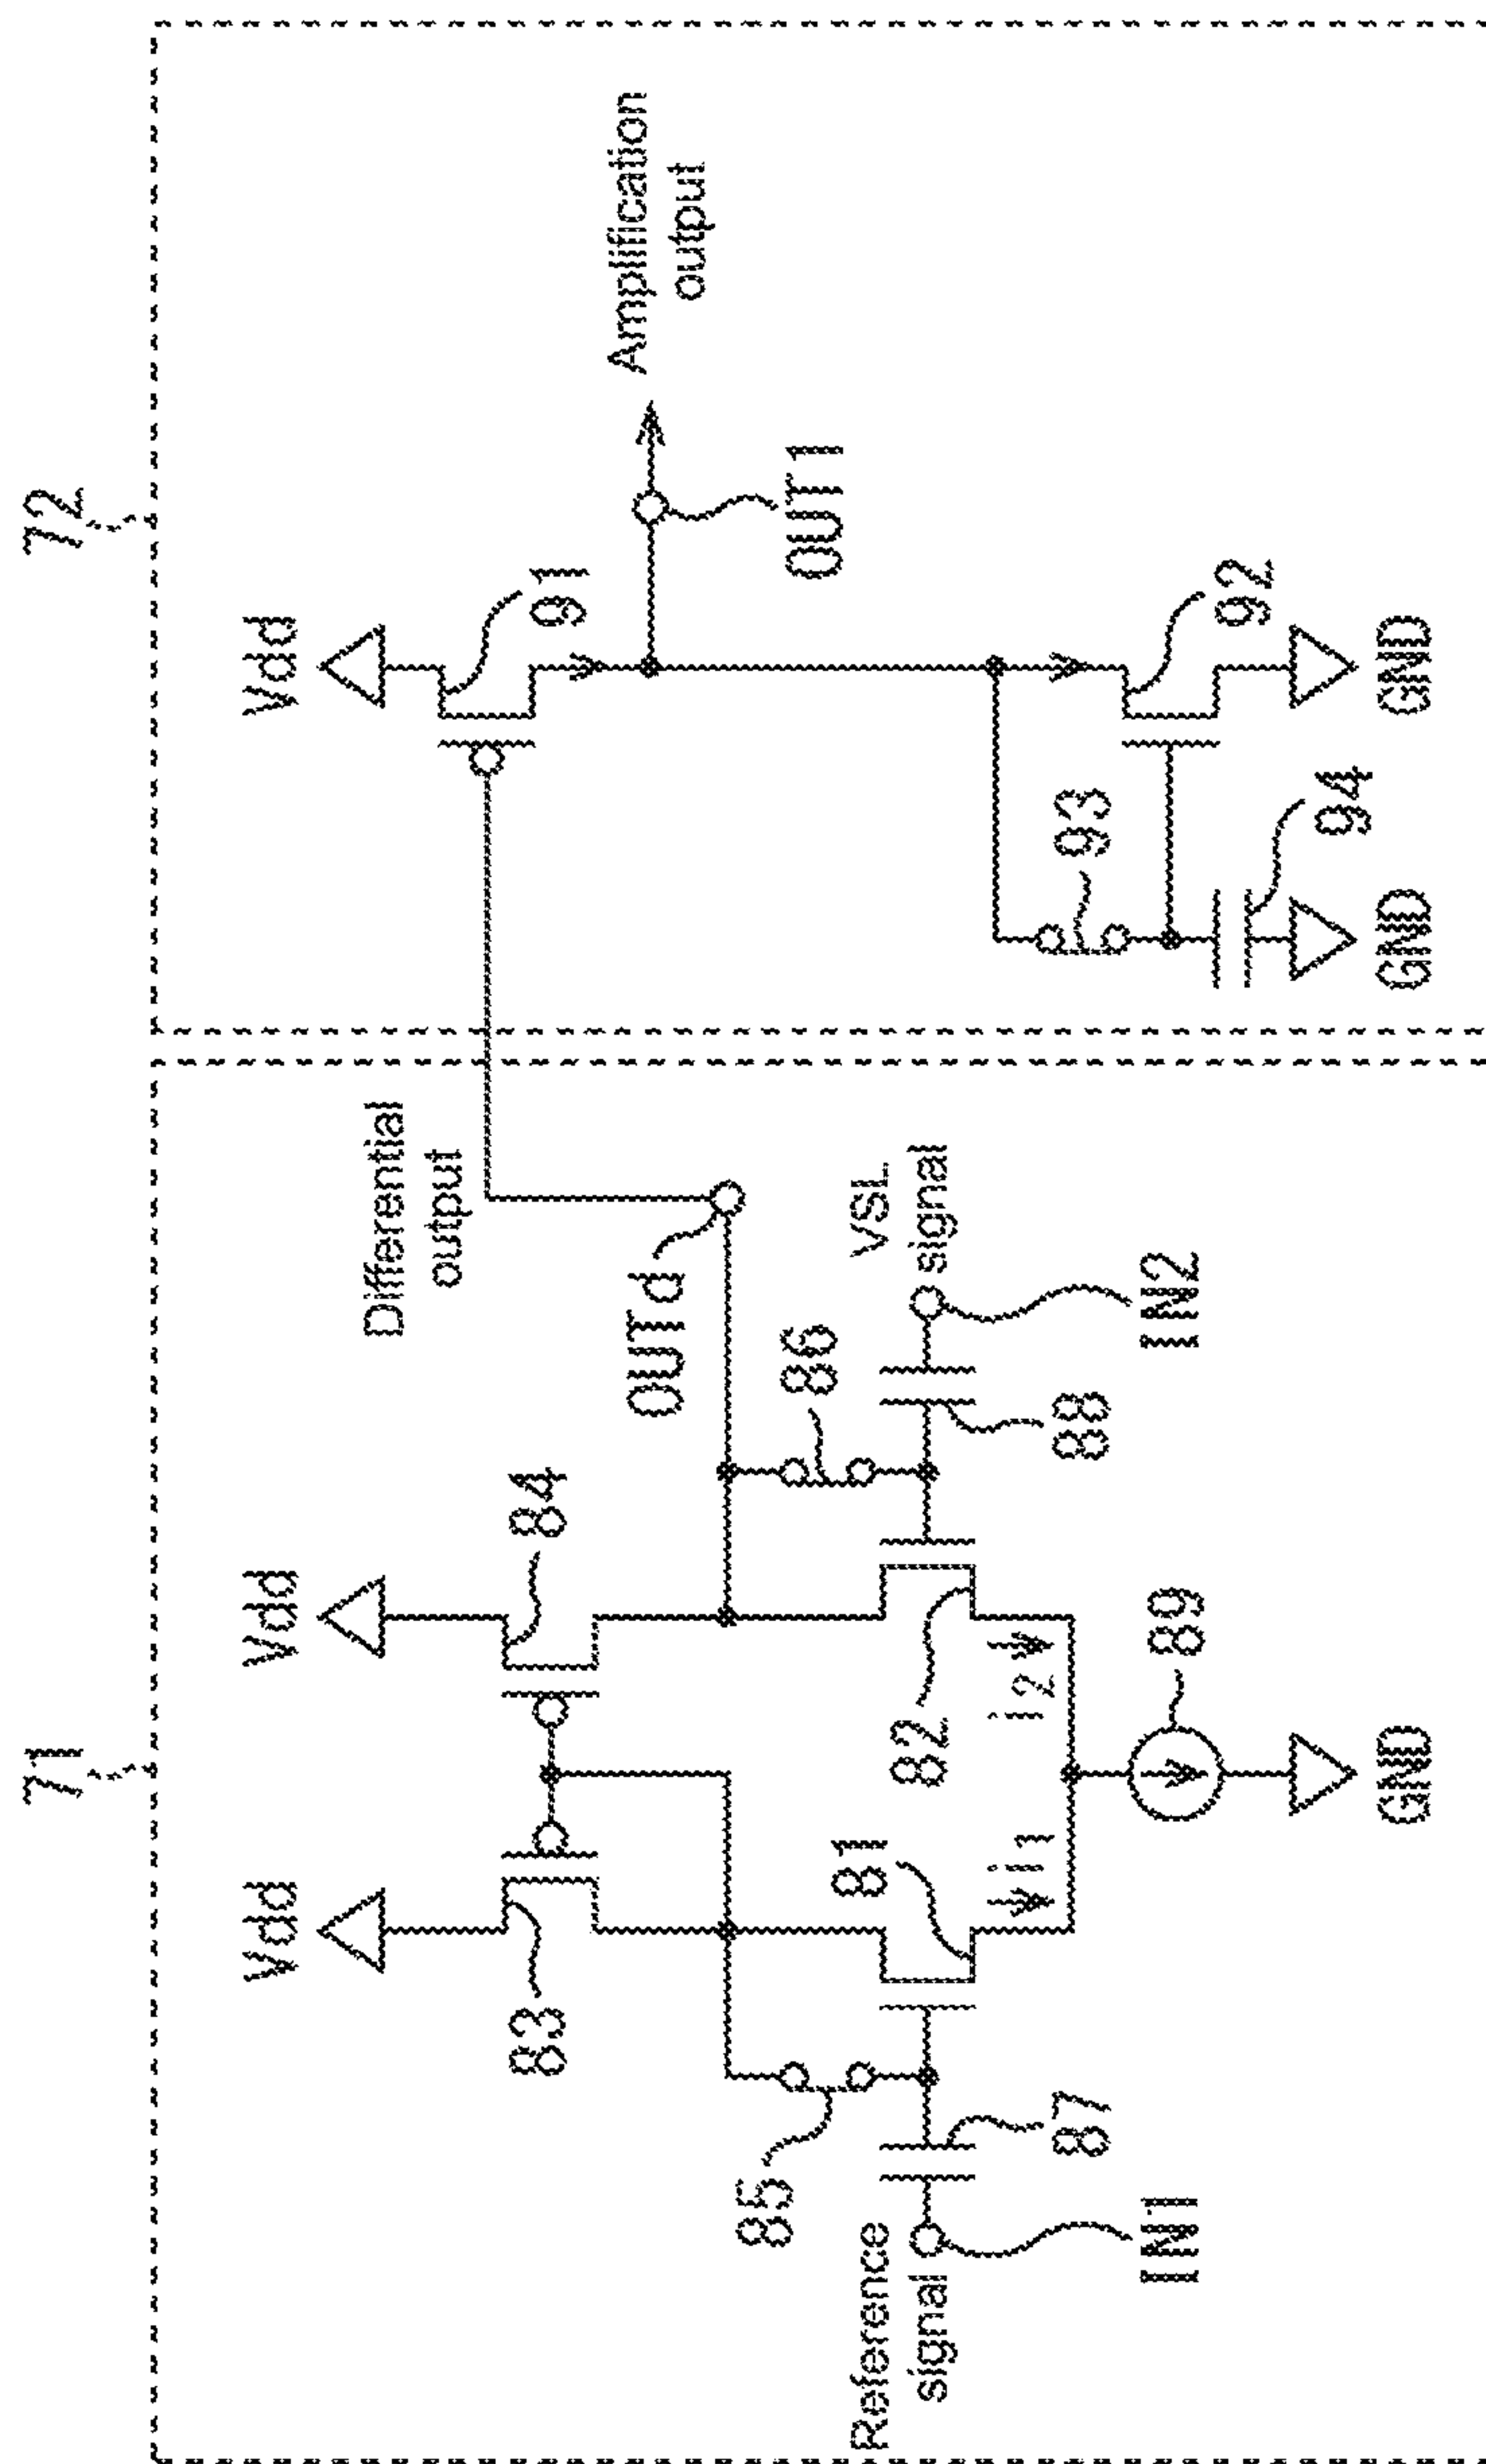 71
72
Vdd
Vdd
Vdd
Differential
output
Amplification
output
83
84
91
OUTd
OUT1
85
86
Reference
signal
81
82
VSL
signal
i1
i2
87
88
93
IN1
IN2
89
92
94
GND
GND
GND